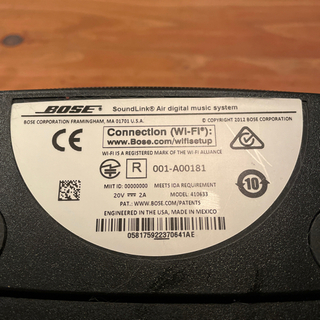 BOSE SoundLink® Air digital music system
BOSE CORPORATION FRAMINGHAM, MA 01701 U.S.A. © COPYRIGHT 2012 BOSE CORPORATION
CE
Connection (Wi-Fi®):
www.Bose.com/wifisetup
WI-FI IS A REGISTERED MARK OF THE WI-FI ALLIANCE
R 001-A00181
10
MIIT ID: 00000000 MEETS IDA REQUIREMENT
20V ⎓ 2A MODEL: 410633
PAT.: WWW.BOSE.COM/PATENTS
ENGINEERED IN THE USA, MADE IN MEXICO
058175922370641AE